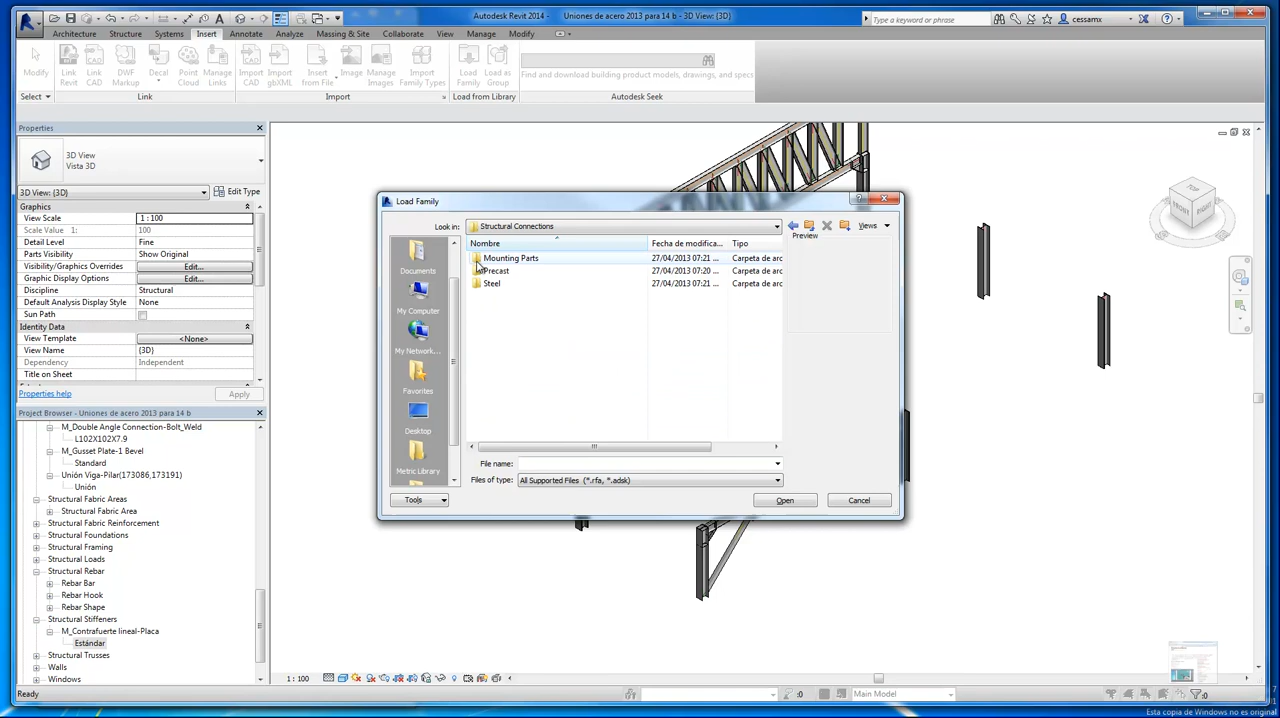 Autodesk Revit 2014 - Uniones de acero 2013 para 14 b - 3D View: {3D}
Type a keyword or phrase
cessamx
Architecture Structure Systems Insert Annotate Analyze Massing & Site Collaborate View Manage Modify
Modify
Link Revit
Link CAD
DWF Markup
Decal
Point Cloud
Manage Links
Import CAD
Import gbXML
Insert from File
Image
Manage Images
Import Family Types
Load Family
Load as Group
Find and download building product models, drawings, and specs
Select
Link
Import
Load from Library
Autodesk Seek
Properties
3D View
Vista 3D
3D View: {3D}
Edit Type
Graphics
View Scale 1 : 100
Scale Value 1: 100
Detail Level Fine
Parts Visibility Show Original
Visibility/Graphics Overrides Edit...
Graphic Display Options Edit...
Discipline Structural
Default Analysis Display Style None
Sun Path
Identity Data
View Template <None>
View Name {3D}
Dependency Independent
Title on Sheet
Properties help
Apply
Project Browser - Uniones de acero 2013 para 14 b
M_Double Angle Connection-Bolt_Weld
L102X102X7.9
M_Gusset Plate-1 Bevel
Standard
Unión Viga-Pilar(173086,173191)
Unión
Structural Fabric Areas
Structural Fabric Area
Structural Fabric Reinforcement
Structural Foundations
Structural Framing
Structural Loads
Structural Rebar
Rebar Bar
Rebar Hook
Rebar Shape
Structural Stiffeners
M_Contrafuerte lineal-Placa
Estándar
Structural Trusses
Walls
Windows
Load Family
Look in: Structural Connections
Views
Nombre Fecha de modifica... Tipo
Mounting Parts 27/04/2013 07:21 ... Carpeta de arc
Precast 27/04/2013 07:20 ... Carpeta de arc
Steel 27/04/2013 07:21 ... Carpeta de arc
Preview
Documents
My Computer
My Network...
Favorites
Desktop
Metric Library
File name:
Files of type: All Supported Files (*.rfa, *.adsk)
Tools
Open
Cancel
TOP
FRONT
RIGHT
1 : 100
Ready
:0
Main Model
:0
Esta copia de Windows no es original